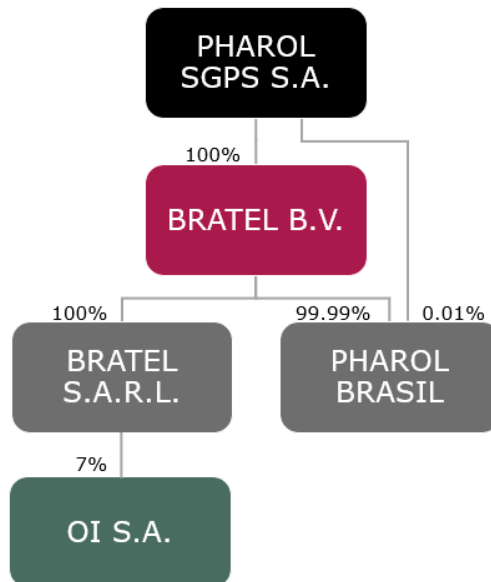 PHAROL
SGPS S.A.
100%
BRATEL B.V.
100%
99.99%
0.01%
BRATEL
S.A.R.L.
PHAROL
BRASIL
7%
OI S.A.